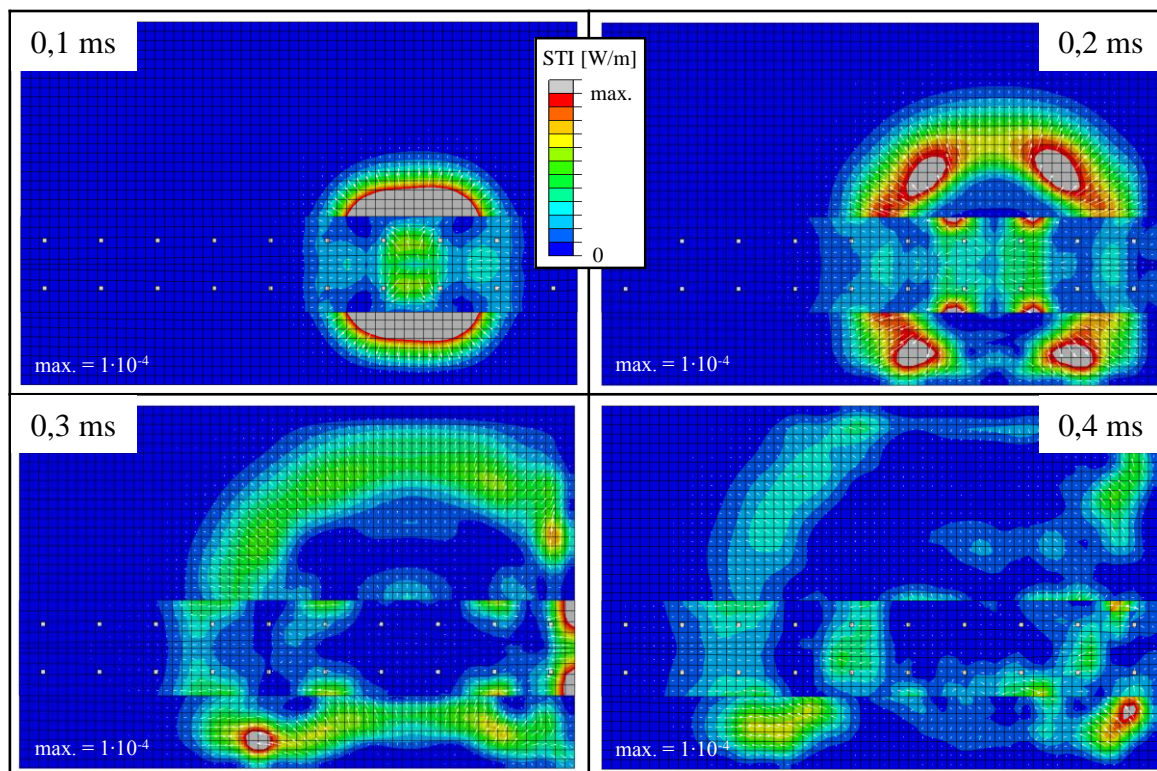 0,1 ms
STI [W/m]
max.
0
0,2 ms
max. = 1·10⁻⁴
max. = 1·10⁻⁴
0,3 ms
0,4 ms
max. = 1·10⁻⁴
max. = 1·10⁻⁴